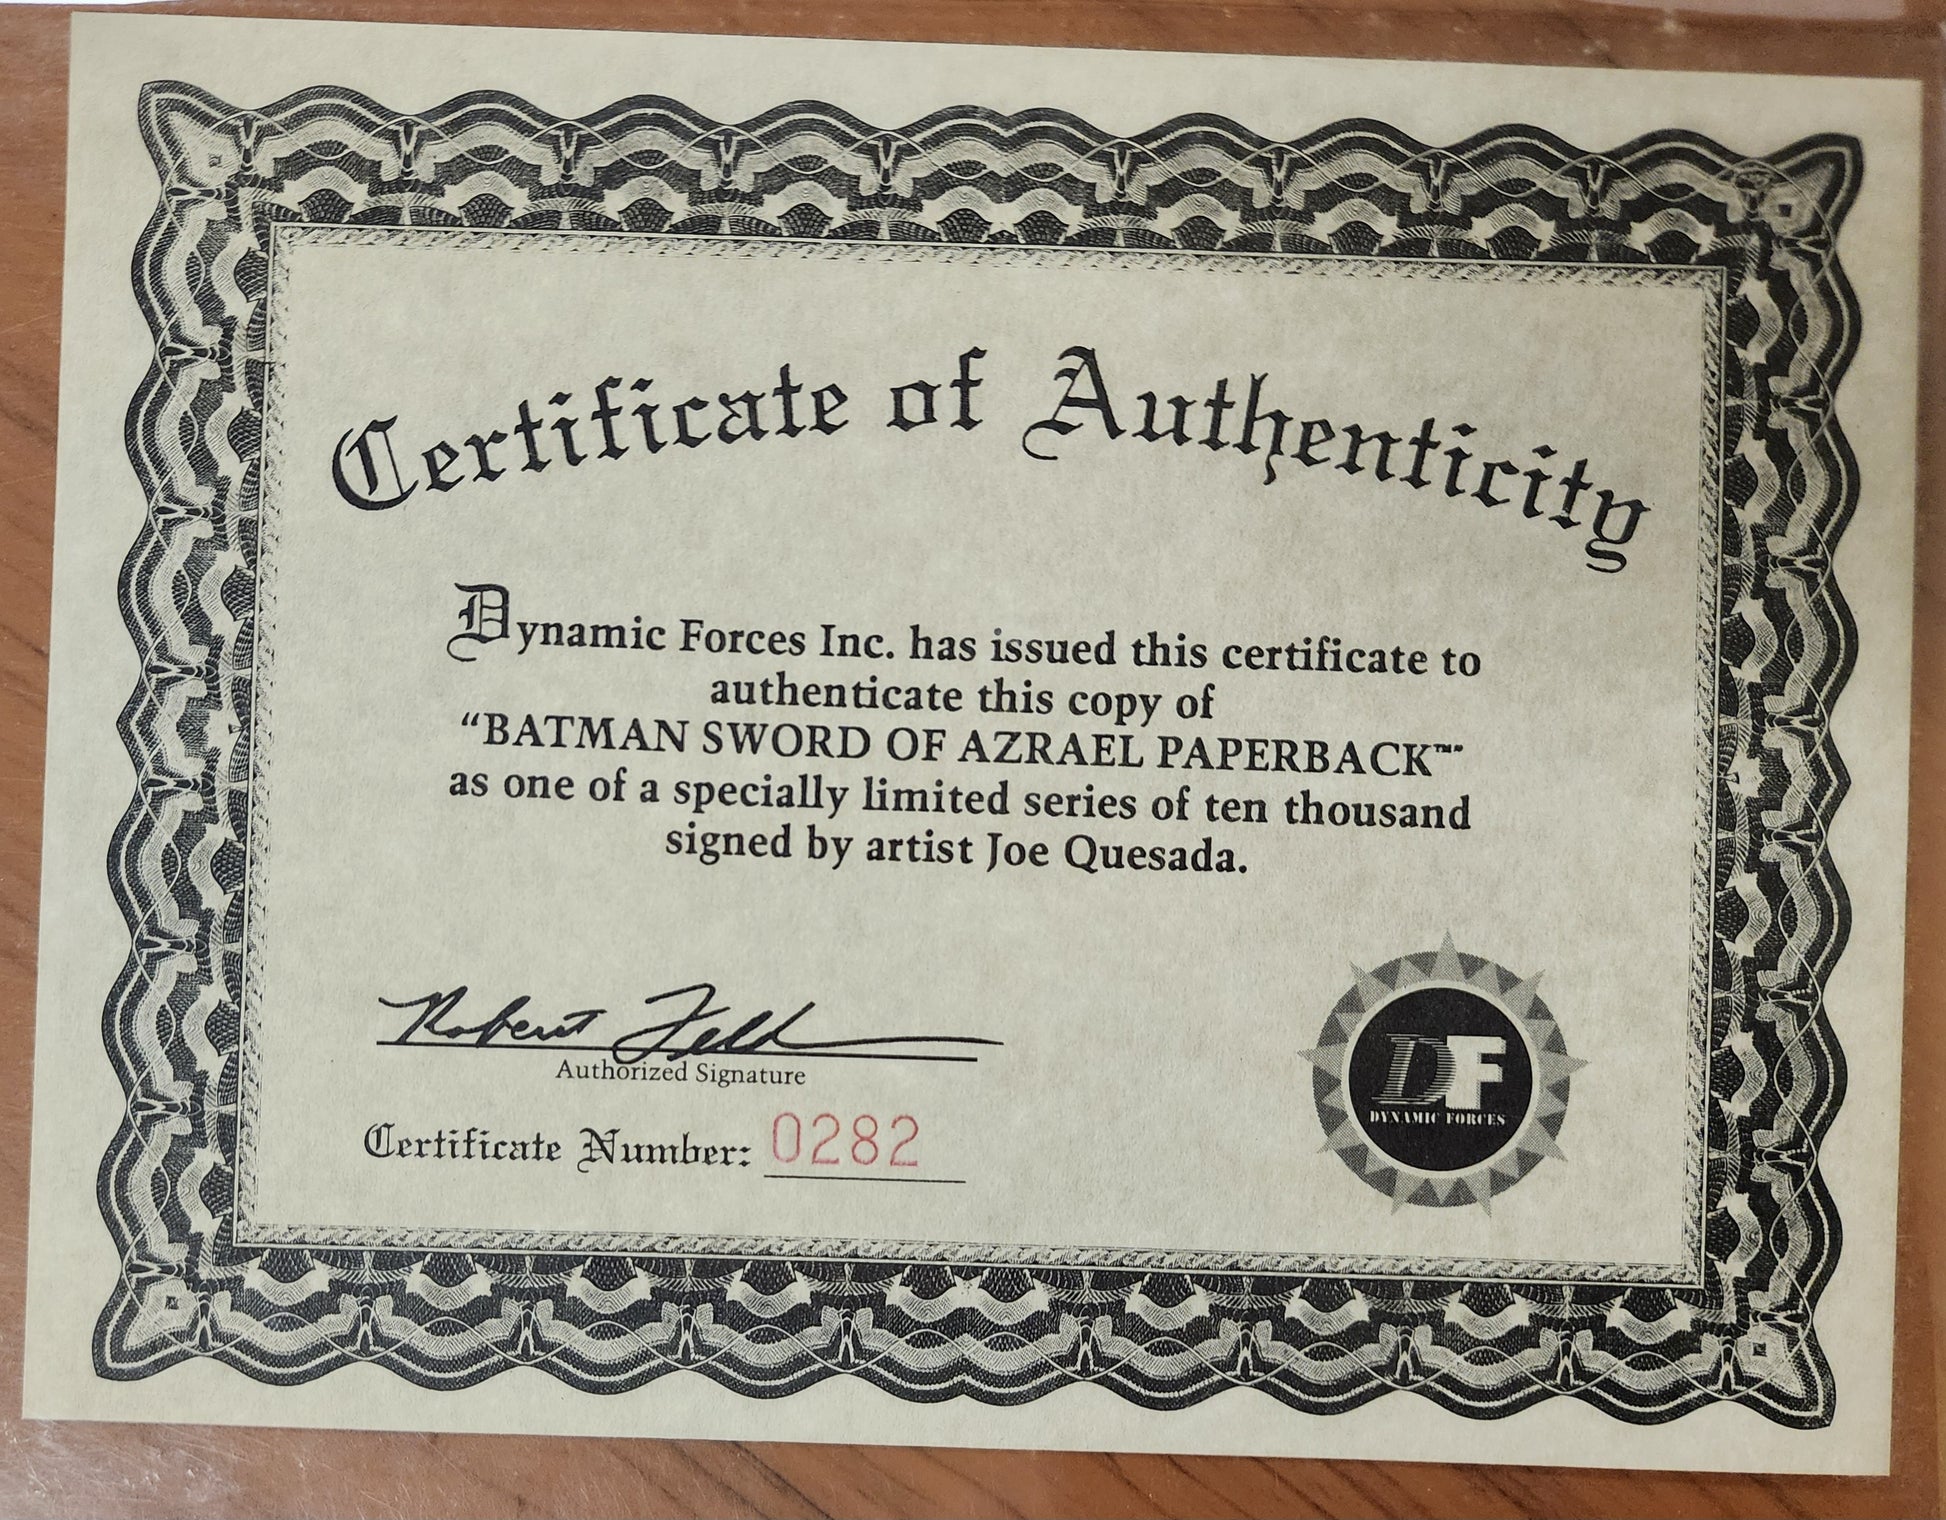 Certificate of Authenticity
Dynamic Forces Inc. has issued this certificate to
authenticate this copy of
“BATMAN SWORD OF AZRAEL PAPERBACK™”
as one of a specially limited series of ten thousand
signed by artist Joe Quesada.
Robert Feld
Authorized Signature
Certificate Number: 0282
DF
DYNAMIC FORCES